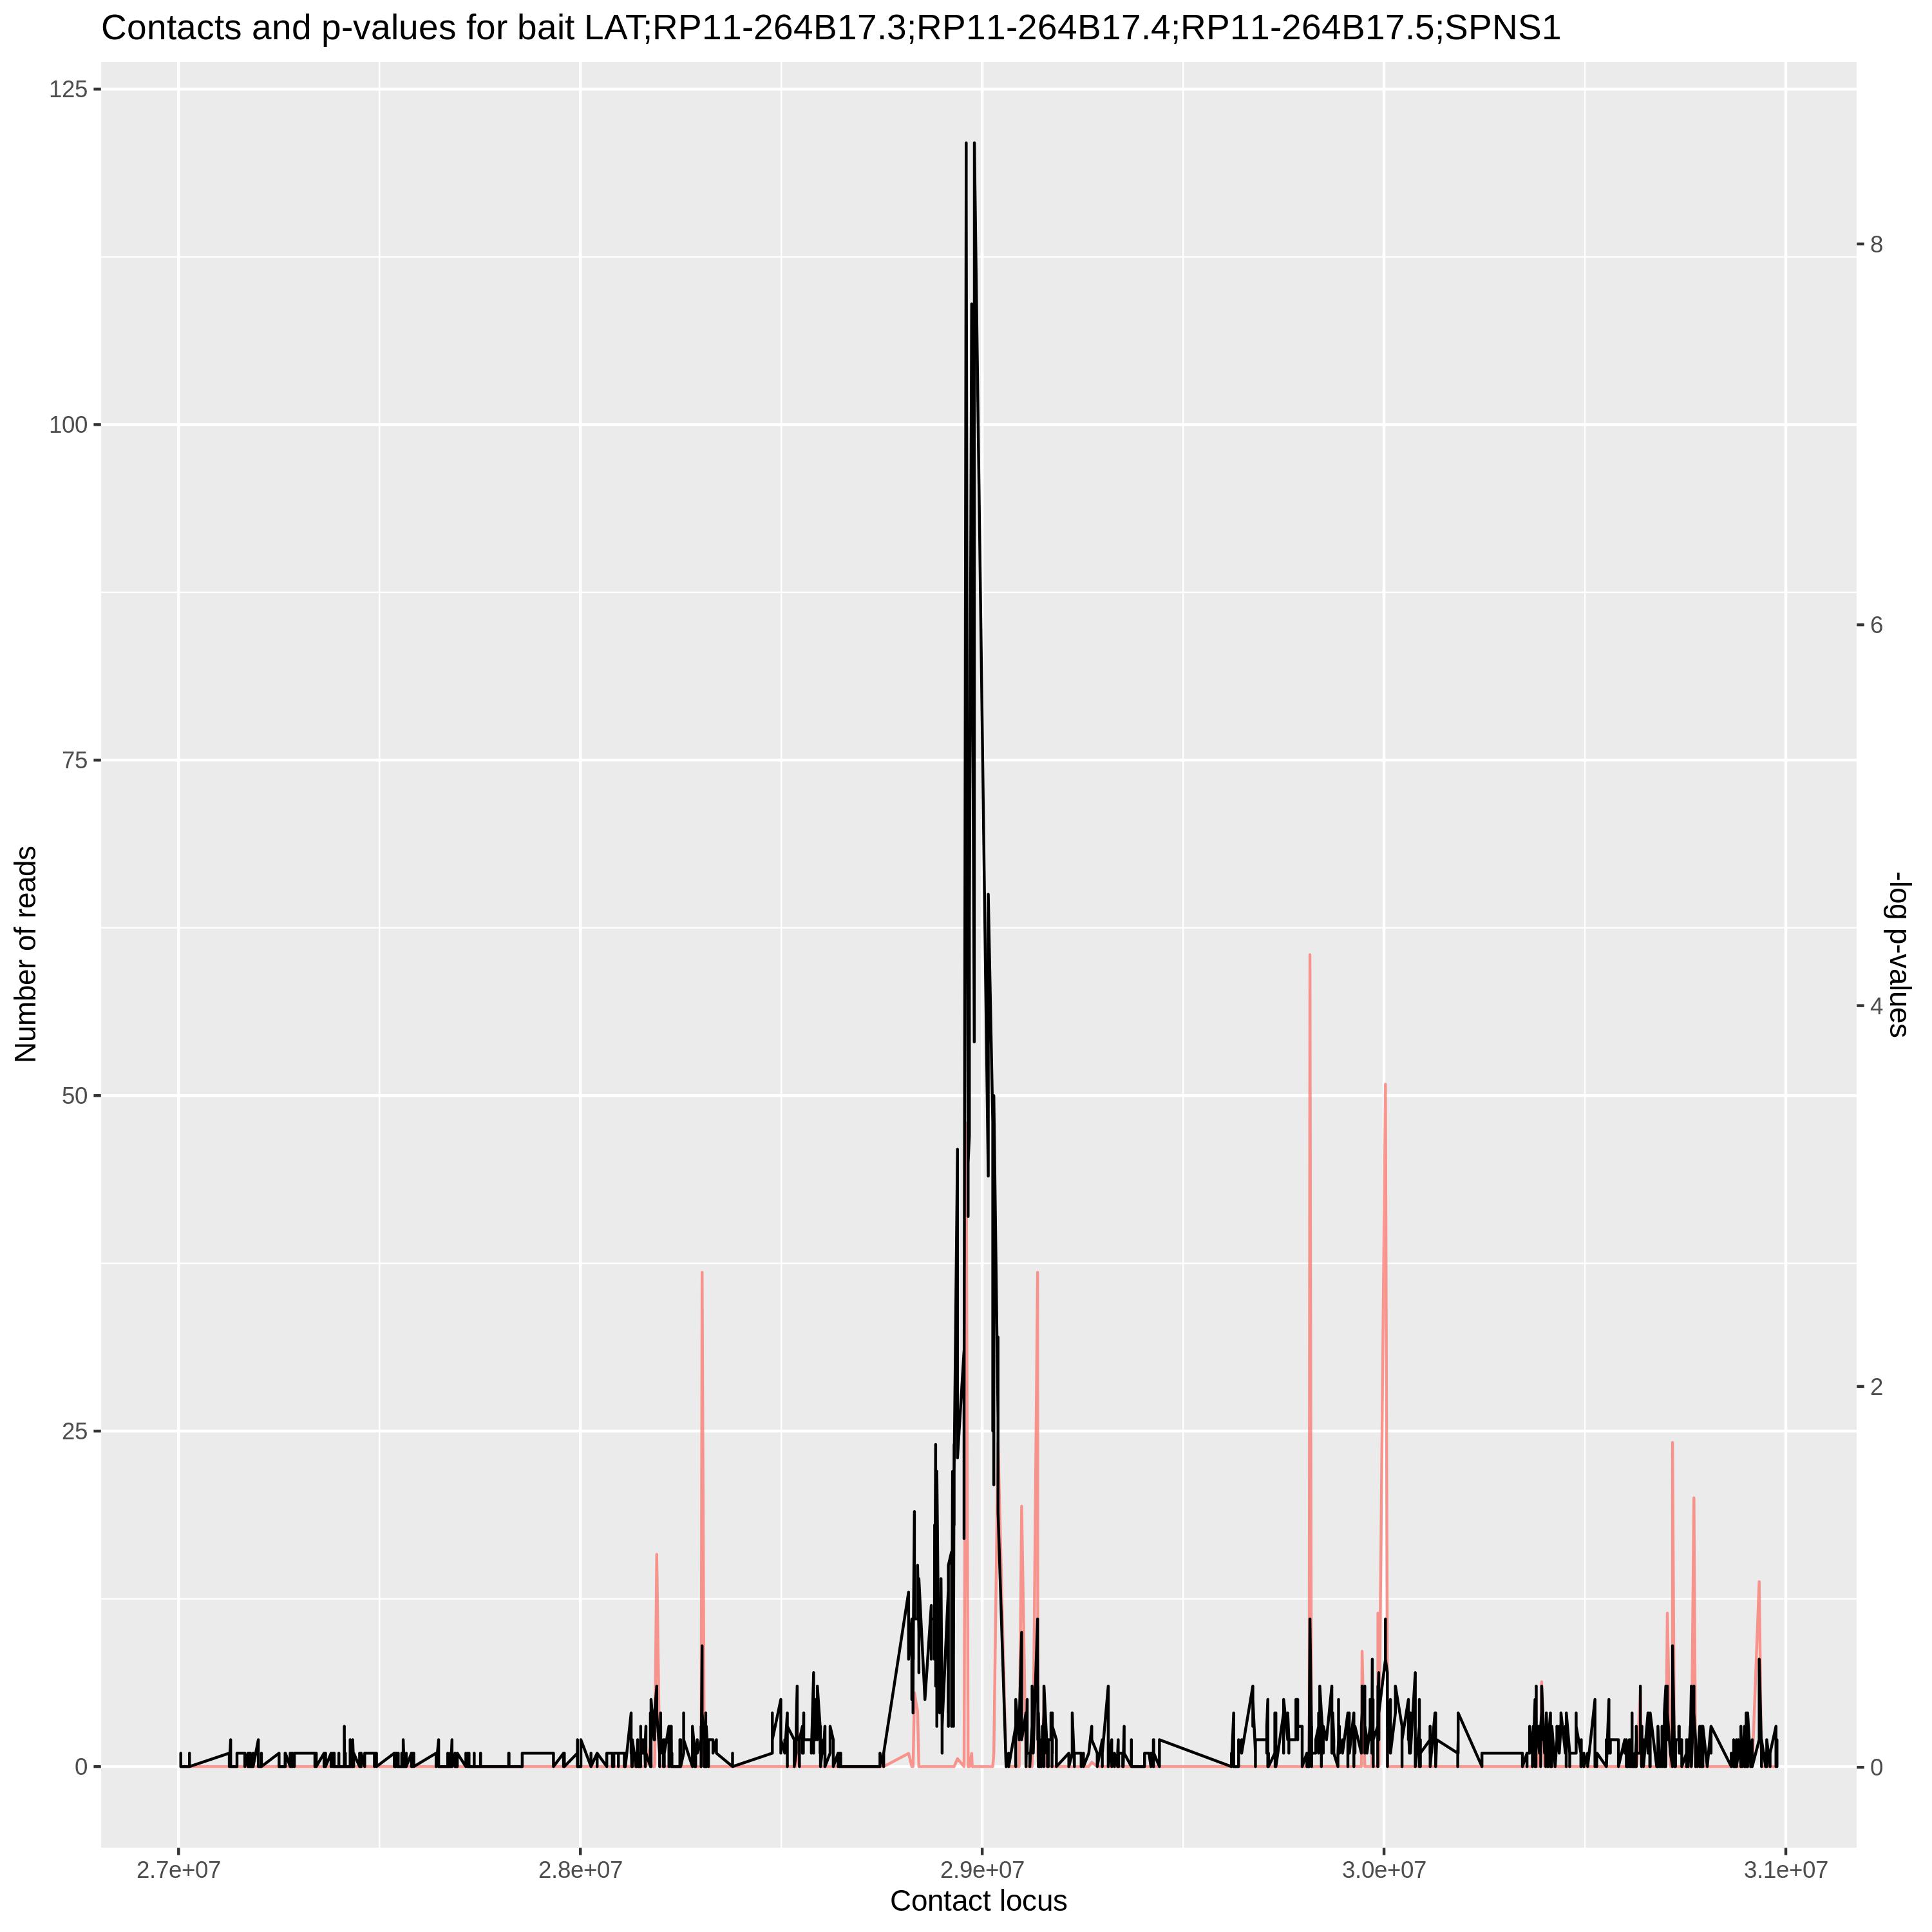 Contacts and p-values for bait LAT;RP11-264B17.3;RP11-264B17.4;RP11-264B17.5;SPNS1
125
100
75
50
25
0
Number of reads
8
6
4
2
0
-log p-values
2.7e+07
2.8e+07
2.9e+07
3.0e+07
3.1e+07
Contact locus